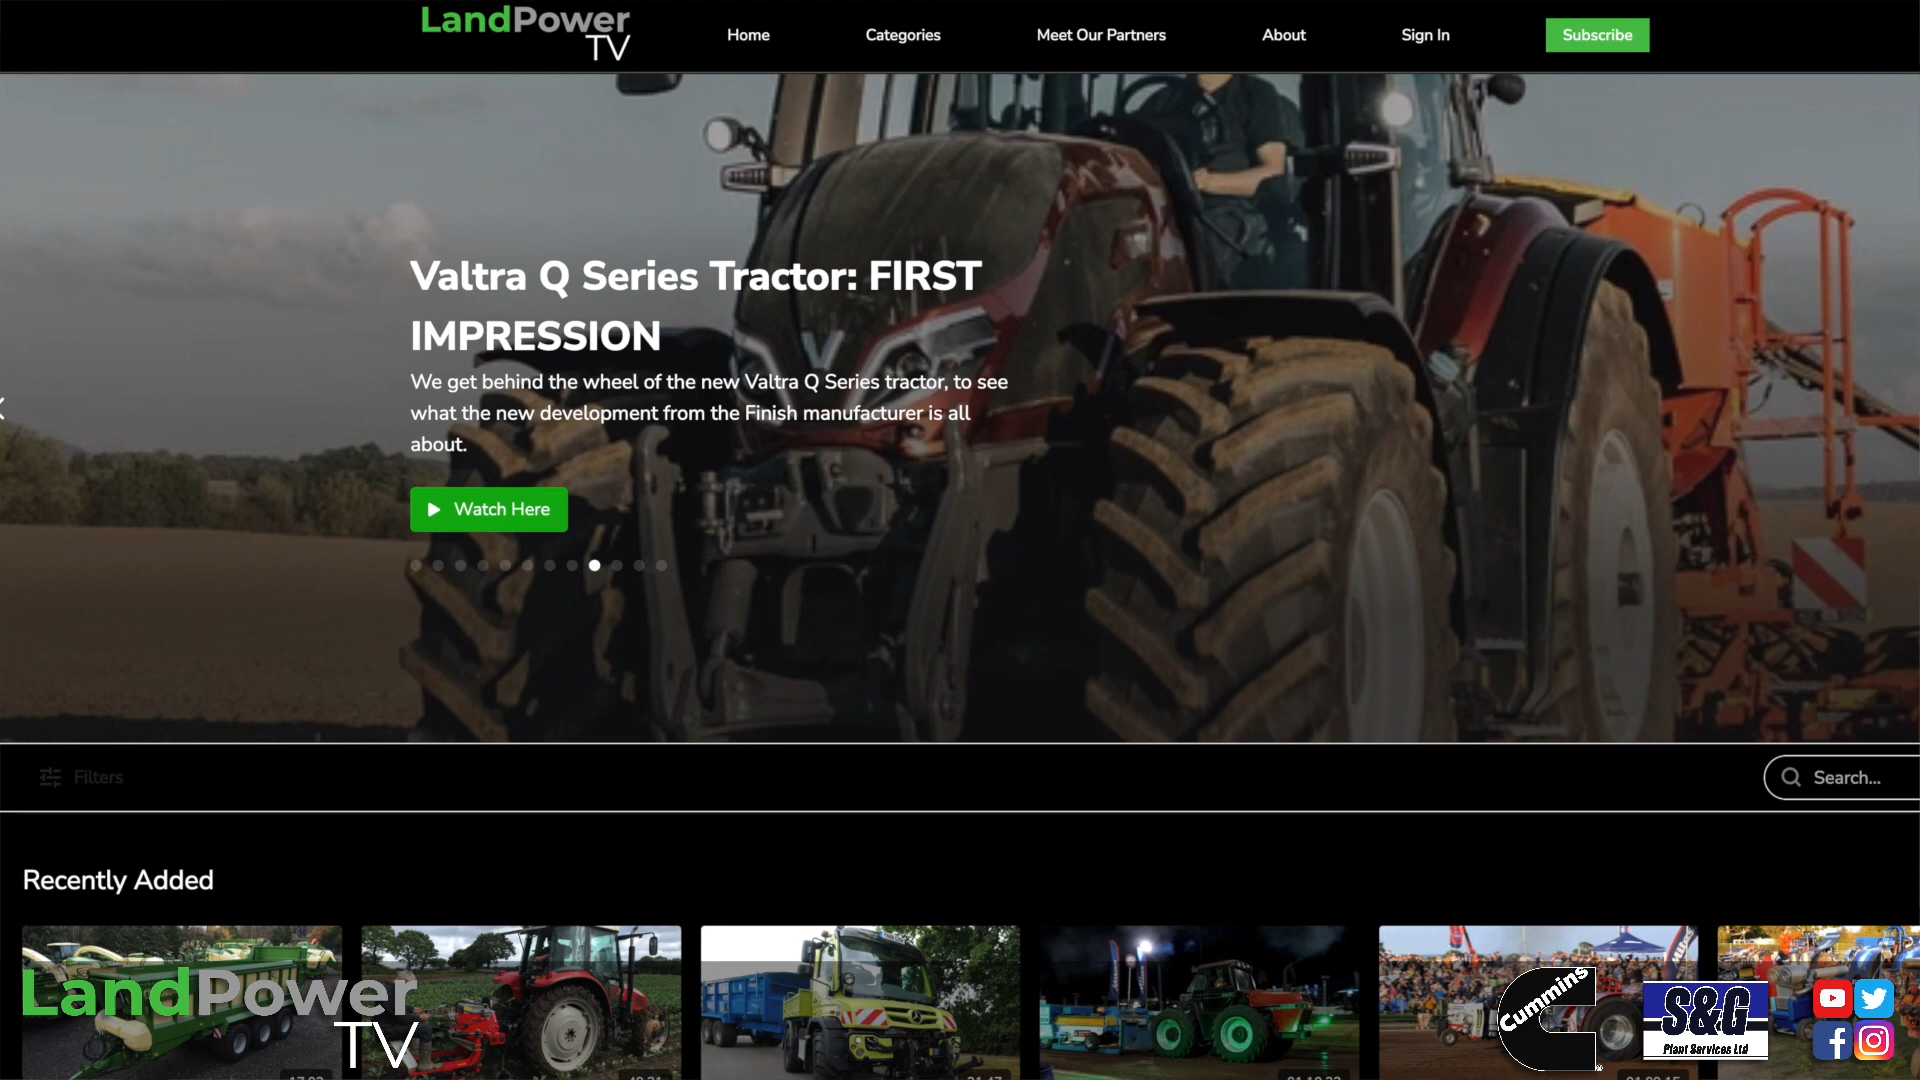 LandPower
TV
Home
Categories
Meet Our Partners
About
Sign In
Subscribe
Valtra Q Series Tractor: FIRST
IMPRESSION
We get behind the wheel of the new Valtra Q Series tractor, to see
what the new development from the Finish manufacturer is all
about.
Watch Here
Filters
Search...
Recently Added
LandPower
TV
Cummins
S&G
Plant Services Ltd